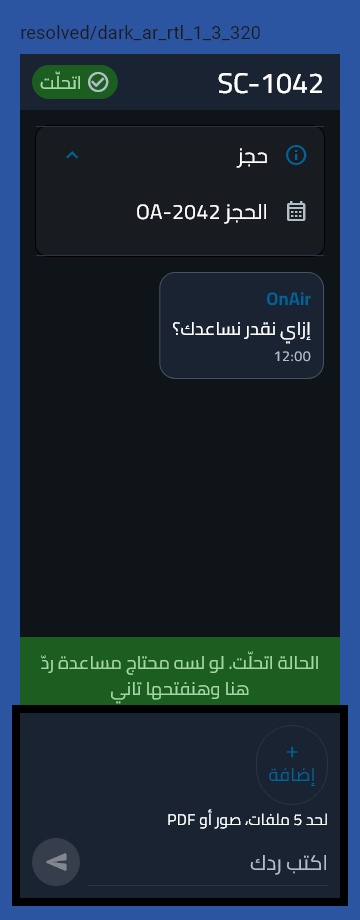 resolved/dark_ar_rtl_1_3_320
SC-1042
اتحلّت
حجز
الحجز OA-2042
OnAir
إزاي نقدر نساعدك؟
12:00
الحالة اتحلّت. لو لسه محتاج مساعدة ردّ
هنا وهنفتحها تاني
+
إضافة
لحد 5 ملفات، صور أو PDF
اكتب ردك